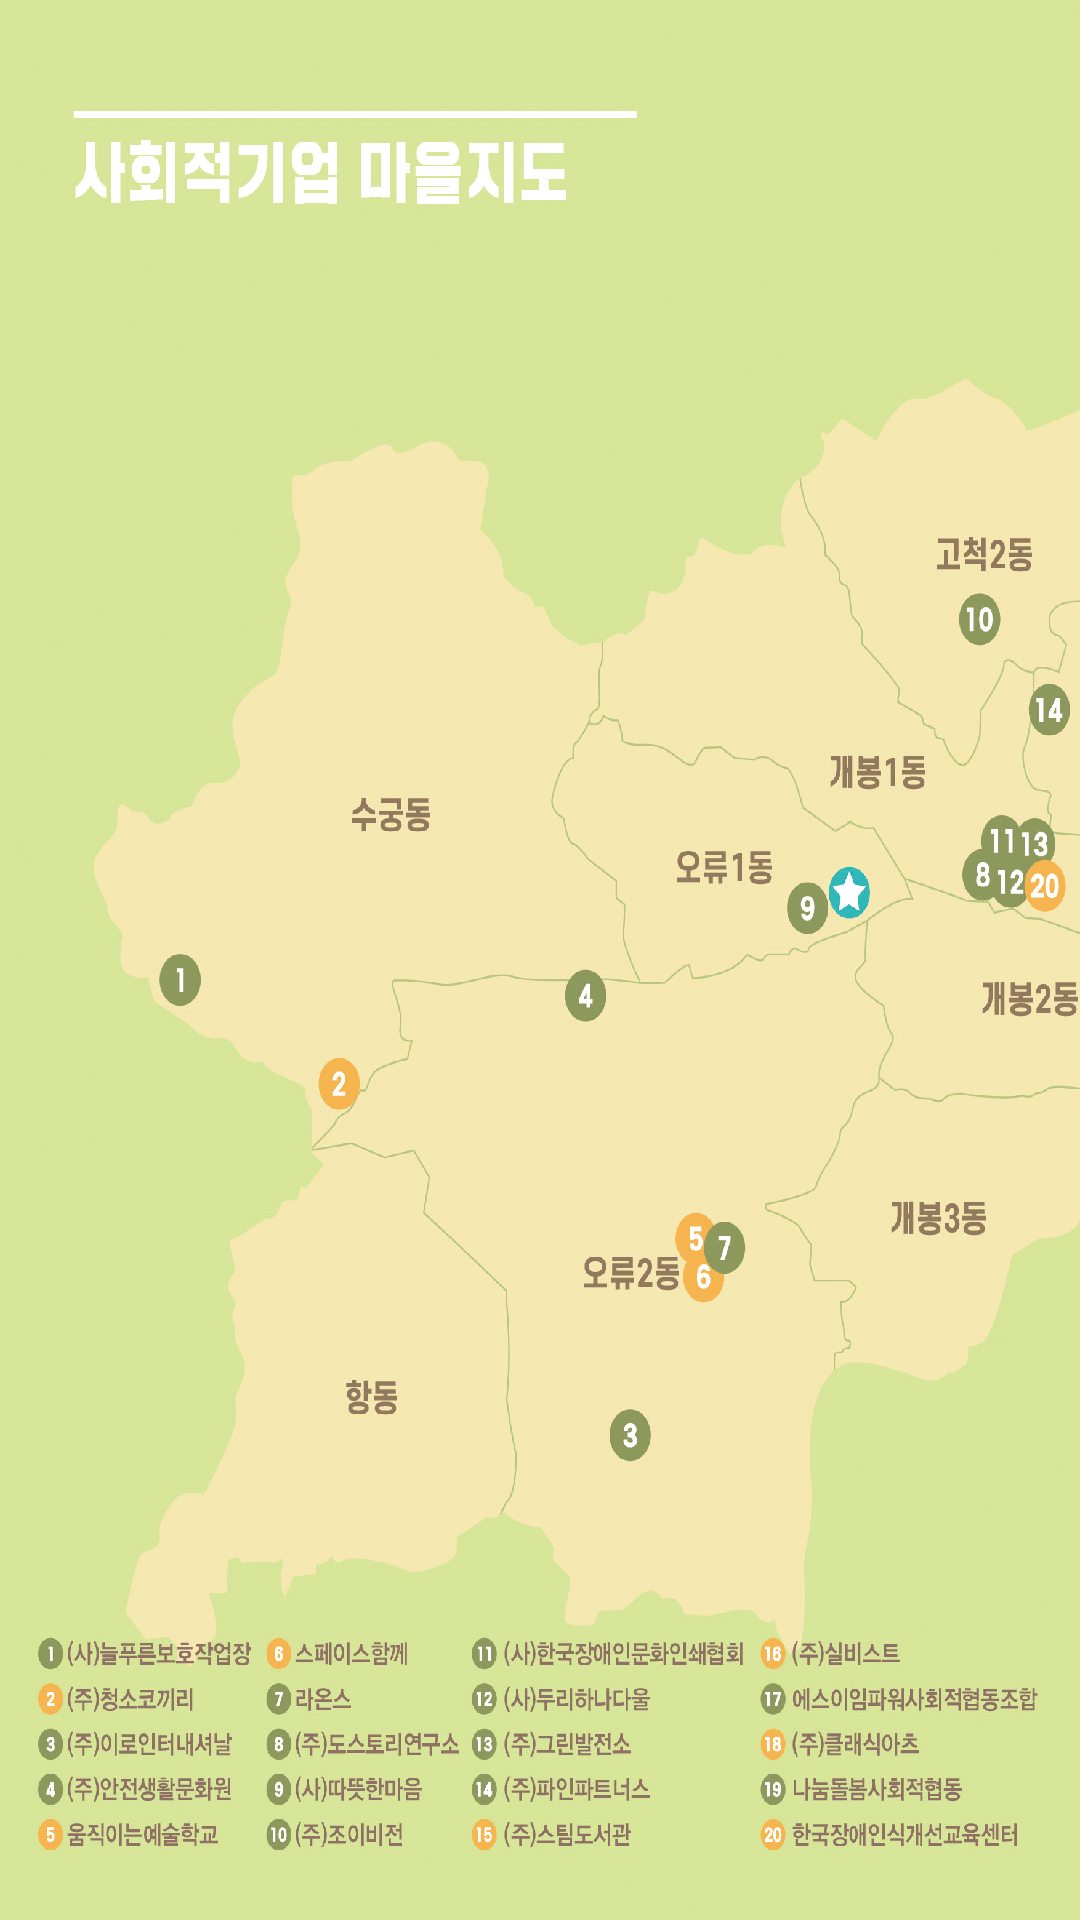 사회적기업 마을지도
고척2동
10
14
개봉1동
수궁동
오류1동
11 13
8 12 20
9
1
4
개봉2동
2
개봉3동
5 7
오류2동 6
항동
3
1 (사)늘푸른보호작업장 6 스페이스함께 11 (사)한국장애인문화인쇄협회 16 (주)실비스트
2 (주)청소코끼리 7 라온스 12 (사)두리하나다울 17 에스이임파워사회적협동조합
3 (주)이로인터내셔날 8 (주)도스토리연구소 13 (주)그린발전소 18 (주)클래식아츠
4 (주)안전생활문화원 9 (사)따뜻한마음 14 (주)파인파트너스 19 나눔돌봄사회적협동
5 움직이는예술학교 10 (주)조이비전 15 (주)스팀도서관 20 한국장애인식개선교육센터